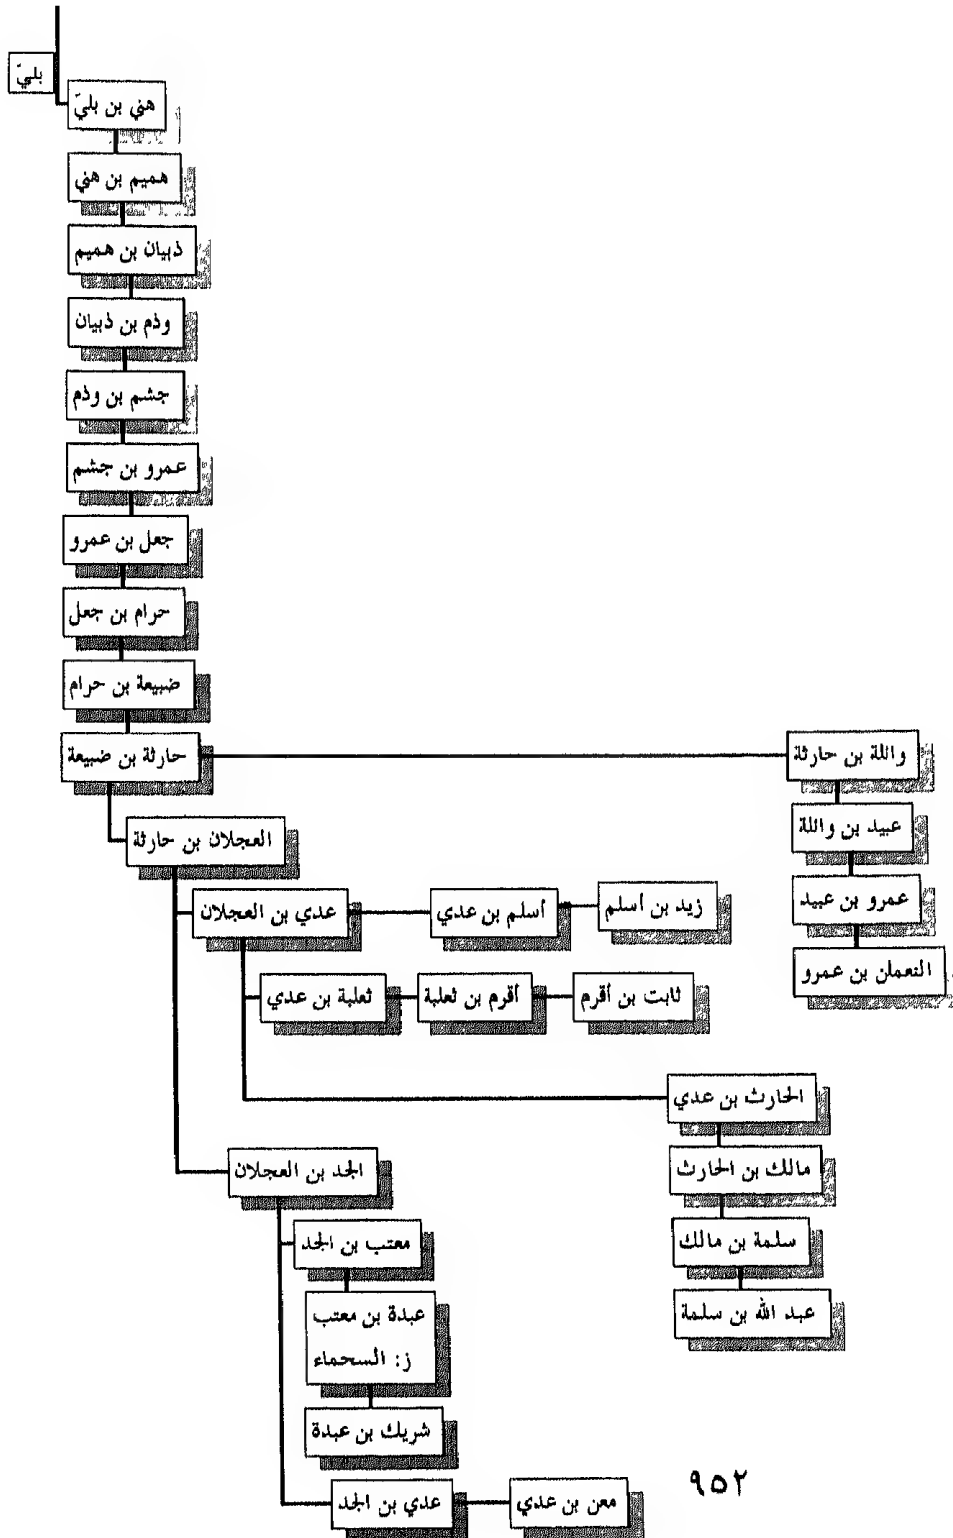 بليّ
هني بن بليّ
هميم بن هني
ذبيان بن هميم
وذم بن ذبيان
جشم بن وذم
عمرو بن جشم
جعل بن عمرو
حرام بن جعل
ضبيعة بن حرام
حارثة بن ضبيعة
واللة بن حارثة
عبيد بن واللة
عمرو بن عبيد
النعمان بن عمرو
العجلان بن حارثة
عدي بن العجلان
أسلم بن عدي
زيد بن أسلم
ثعلبة بن عدي
أقرم بن ثعلبة
ثابت بن أقرم
الحارث بن عدي
مالك بن الحارث
سلمة بن مالك
عبد الله بن سلمة
الجد بن العجلان
معتب بن الجد
عبدة بن معتب
ز: السحماء
شريك بن عبدة
عدي بن الجد
معن بن عدي
٩٥٢